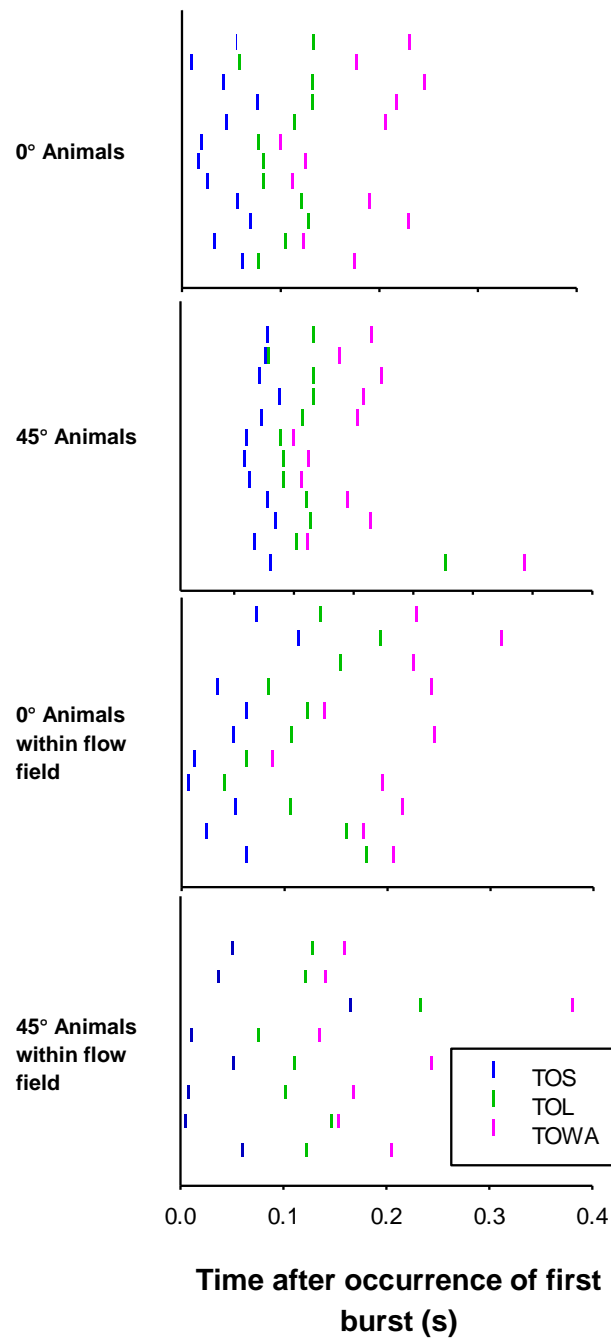 0° Animals
45° Animals
0° Animals
within flow
field
45° Animals
within flow
field
TOS
TOL
TOWA
0.0 0.1 0.2 0.3 0.4
Time after occurrence of first
burst (s)